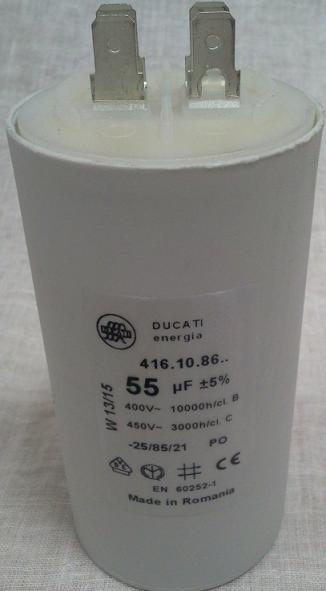 DUCATI
energia
416.10.86..
55 µF ±5%
400V~ 10000h/cl. B
450V~ 3000h/cl. C
-25/85/21 PO
W 13/15
CE
EN 60252-1
Made in Romania